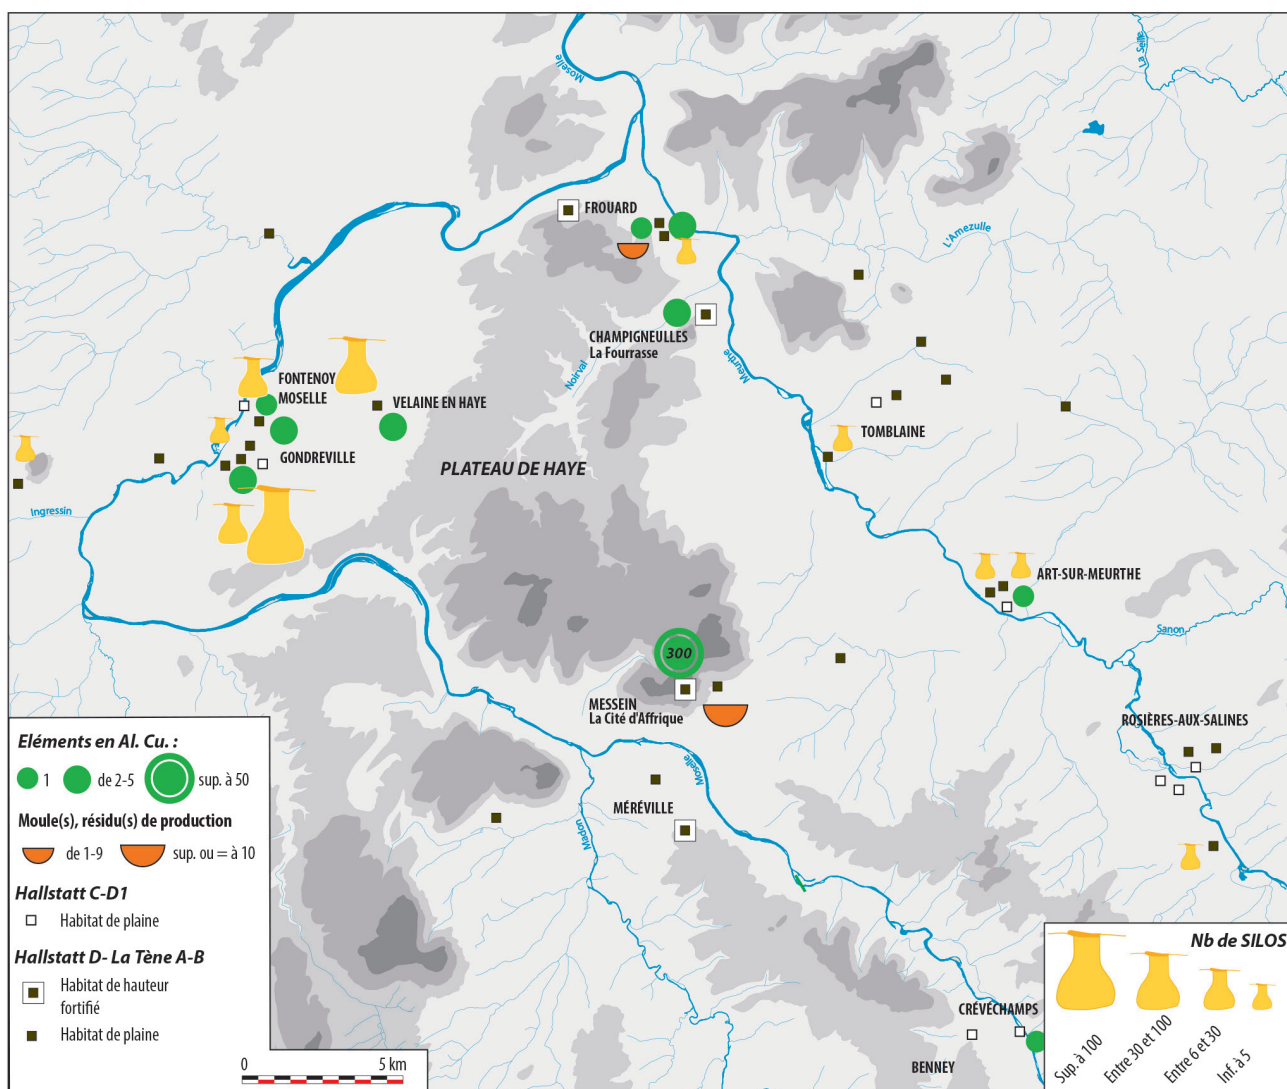 Moselle
La Seille
FROUARD
L'Amezulle
CHAMPIGNEULLES
La Fourrasse
Noirval
Meurthe
FONTENOY
MOSELLE
VELAINE EN HAYE
TOMBLAINE
GONDREVILLE
PLATEAU DE HAYE
Ingressin
ART-SUR-MEURTHE
Sanon
300
MESSEIN
La Cité d'Affrique
ROSIÈRES-AUX-SALINES
Moselle
MÉRÉVILLE
Madon
CRÉVÉCHAMPS
BENNEY
Eléments en Al. Cu. :
1
de 2-5
sup. à 50
Moule(s), résidu(s) de production
de 1-9
sup. ou = à 10
Hallstatt C-D1
Habitat de plaine
Hallstatt D- La Tène A-B
Habitat de hauteur
fortifié
Habitat de plaine
0
5 km
Nb de SILOS
Sup. à 100
Entre 30 et 100
Entre 6 et 30
Inf. à 5